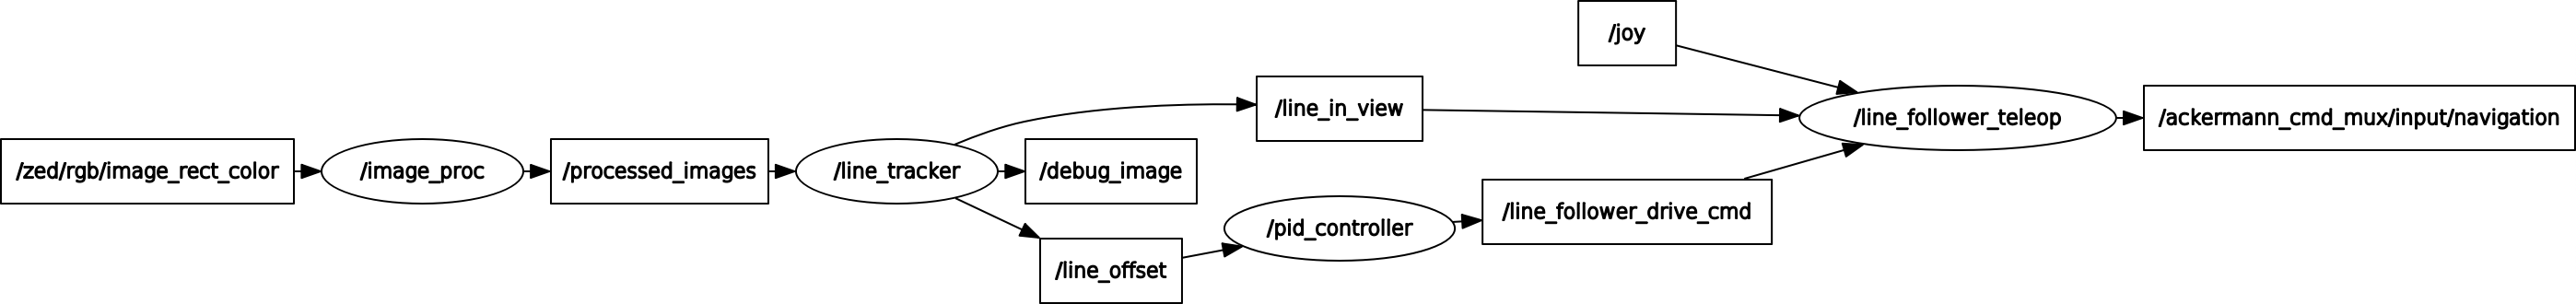 /joy
/line_in_view
/line_follower_teleop
/ackermann_cmd_mux/input/navigation
/zed/rgb/image_rect_color
/image_proc
/processed_images
/line_tracker
/debug_image
/line_follower_drive_cmd
/pid_controller
/line_offset